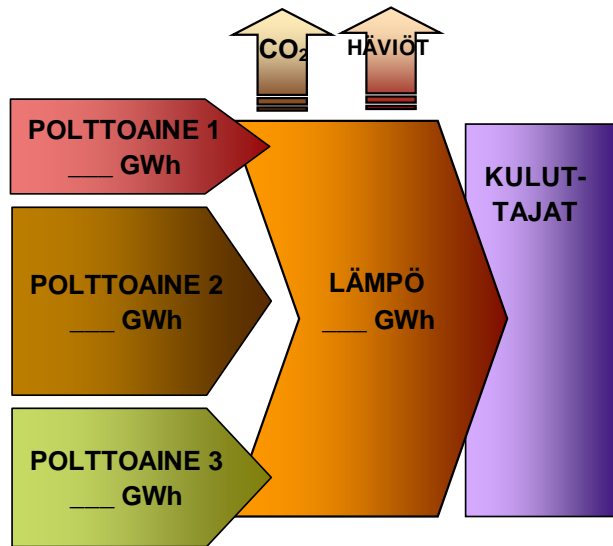 CO₂
HÄVIÖT
POLTTOAINE 1
___ GWh
KULUT-
TAJAT
POLTTOAINE 2
___ GWh
LÄMPÖ
___ GWh
POLTTOAINE 3
___ GWh